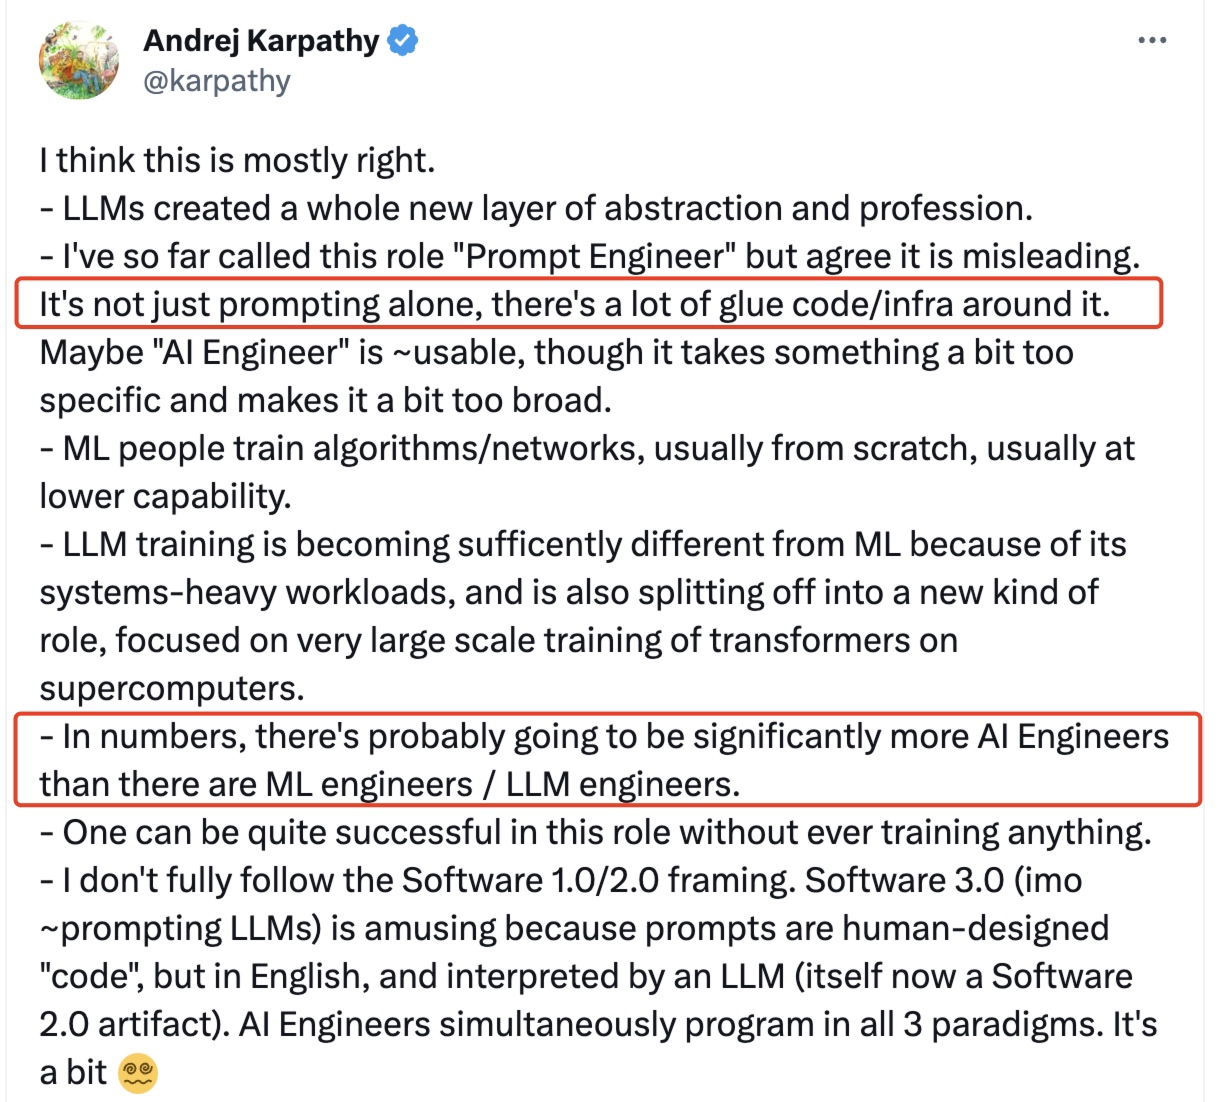 Andrej Karpathy
@karpathy
I think this is mostly right.
- LLMs created a whole new layer of abstraction and profession.
- I've so far called this role "Prompt Engineer" but agree it is misleading.
It's not just prompting alone, there's a lot of glue code/infra around it.
Maybe "AI Engineer" is ~usable, though it takes something a bit too
specific and makes it a bit too broad.
- ML people train algorithms/networks, usually from scratch, usually at
lower capability.
- LLM training is becoming sufficently different from ML because of its
systems-heavy workloads, and is also splitting off into a new kind of
role, focused on very large scale training of transformers on
supercomputers.
- In numbers, there's probably going to be significantly more AI Engineers
than there are ML engineers / LLM engineers.
- One can be quite successful in this role without ever training anything.
- I don't fully follow the Software 1.0/2.0 framing. Software 3.0 (imo
~prompting LLMs) is amusing because prompts are human-designed
"code", but in English, and interpreted by an LLM (itself now a Software
2.0 artifact). AI Engineers simultaneously program in all 3 paradigms. It's
a bit 😵‍💫